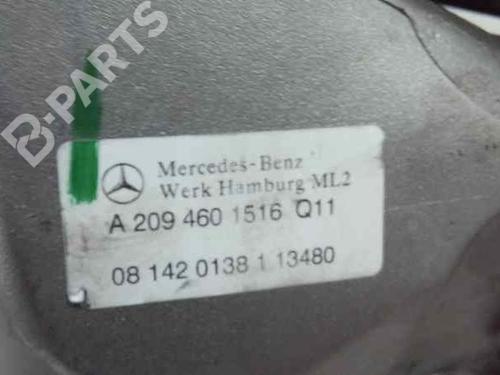 B-PARTS
Mercedes-Benz
Werk Hamburg ML2
A 209 460 1516 Q11
08 142 0138 1 13480